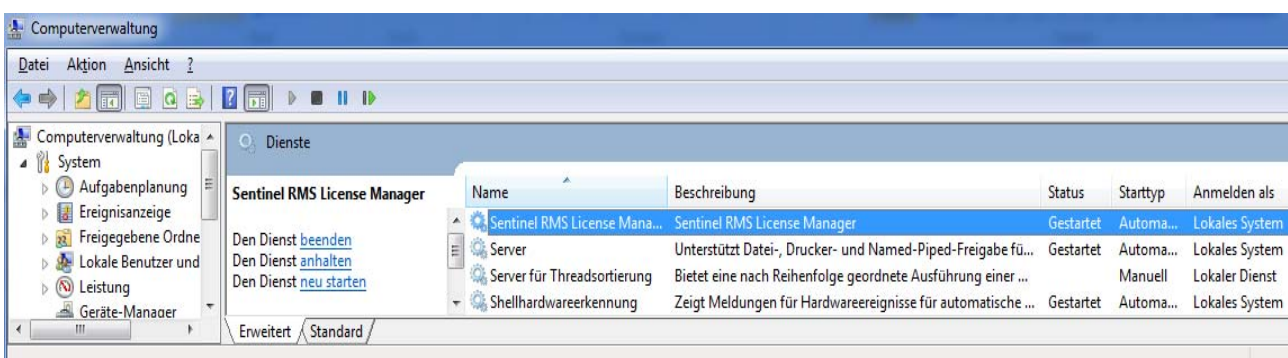 Computerverwaltung
Datei Aktion Ansicht ?
Computerverwaltung (Loka
System
Aufgabenplanung
Ereignisanzeige
Freigegebene Ordne
Lokale Benutzer und
Leistung
Geräte-Manager
Dienste
Sentinel RMS License Manager
Den Dienst beenden
Den Dienst anhalten
Den Dienst neu starten
Name Beschreibung Status Starttyp Anmelden als
Sentinel RMS License Mana... Sentinel RMS License Manager Gestartet Automa... Lokales System
Server Unterstützt Datei-, Drucker- und Named-Piped-Freigabe fü... Gestartet Automa... Lokales System
Server für Threadsortierung Bietet eine nach Reihenfolge geordnete Ausführung einer ... Manuell Lokaler Dienst
Shellhardwareerkennung Zeigt Meldungen für Hardwareereignisse für automatische ... Gestartet Automa... Lokales System
Erweitert Standard